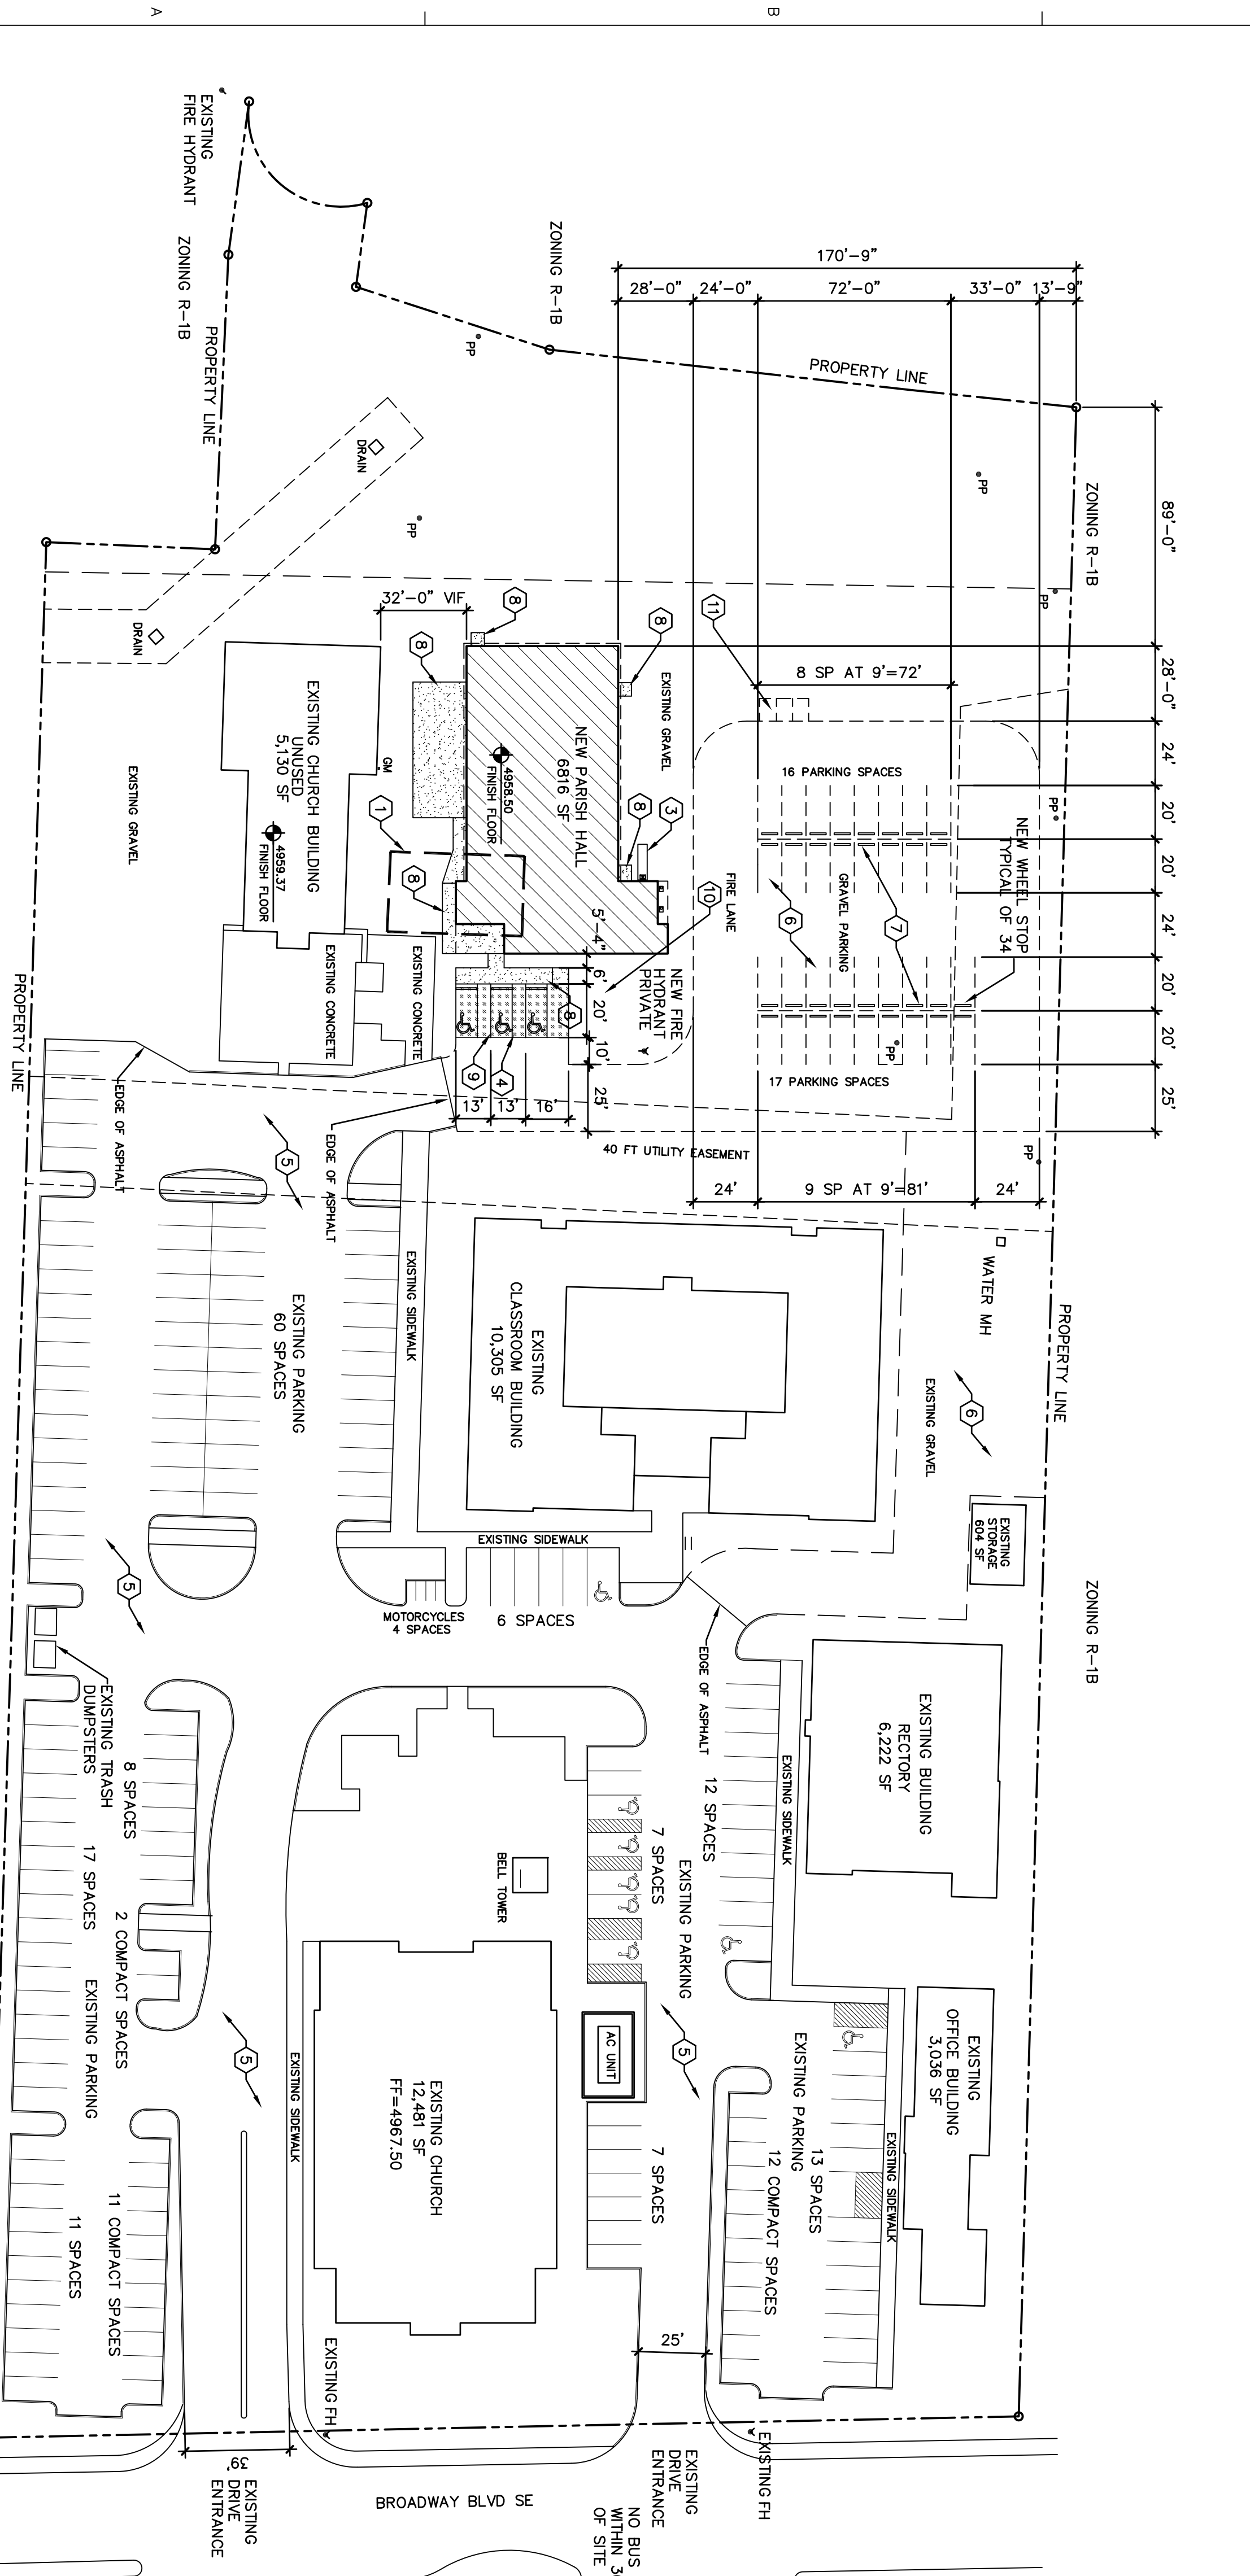 A
B
EXISTING
FIRE HYDRANT
ZONING R-1B
PROPERTY LINE
ZONING R-1B
PP
170'-9"
28'-0"
24'-0"
72'-0"
33'-0"
13'-9"
PROPERTY LINE
PP
ZONING R-1B
89'-0"
28'-0"
24'
20'
20'
24'
20'
20'
25'
DRAIN
PP
DRAIN
PP
32'-0" VIF
8
8
8
11
8 SP AT 9'=72'
EXISTING GRAVEL
16 PARKING SPACES
PP
NEW WHEEL STOP
TYPICAL OF 34
EXISTING CHURCH BUILDING
UNUSED
5,130 SF
4959.37
FINISH FLOOR
GM
EXISTING GRAVEL
NEW PARISH HALL
6816 SF
4958.50
FINISH FLOOR
1
8
8
3
10
FIRE LANE
6
GRAVEL PARKING
7
5'-4"
6'
20'
10'
25'
NEW FIRE
HYDRANT
PRIVATE
8
9
4
13'
13'
16'
PP
17 PARKING SPACES
EXISTING CONCRETE
EXISTING CONCRETE
PROPERTY LINE
EDGE OF ASPHALT
5
EDGE OF ASPHALT
40 FT UTILITY EASEMENT
PP
24'
9 SP AT 9'=81'
24'
WATER MH
PROPERTY LINE
EXISTING SIDEWALK
EXISTING PARKING
60 SPACES
EXISTING
CLASSROOM BUILDING
10,305 SF
EXISTING GRAVEL
6
EXISTING
STORAGE
604 SF
ZONING R-1B
EXISTING SIDEWALK
5
MOTORCYCLES
4 SPACES
6 SPACES
EDGE OF ASPHALT
EXISTING TRASH
DUMPSTERS
8 SPACES
17 SPACES
2 COMPACT SPACES
EXISTING PARKING
BELL TOWER
7 SPACES
EXISTING PARKING
12 SPACES
EXISTING SIDEWALK
EXISTING BUILDING
RECTORY
6,222 SF
5
EXISTING SIDEWALK
EXISTING CHURCH
12,481 SF
FF=4967.50
AC UNIT
5
7 SPACES
EXISTING PARKING
13 SPACES
12 COMPACT SPACES
EXISTING SIDEWALK
EXISTING
OFFICE BUILDING
3,036 SF
11 COMPACT SPACES
11 SPACES
25'
EXISTING FH
EXISTING FH
39'
EXISTING
DRIVE
ENTRANCE
BROADWAY BLVD SE
EXISTING
DRIVE
ENTRANCE
NO BUS
WITHIN
OF SITE